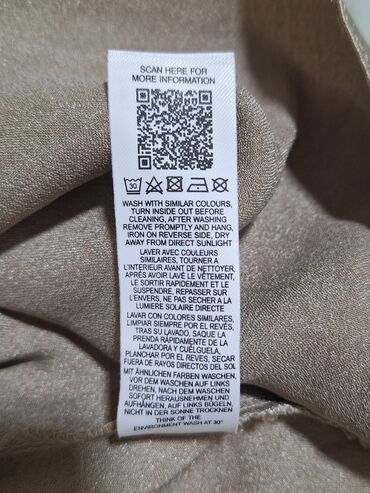 SCAN HERE FOR
MORE INFORMATION
30
WASH WITH SIMILAR COLOURS,
TURN INSIDE OUT BEFORE
CLEANING, AFTER WASHING
REMOVE PROMPTLY AND HANG,
IRON ON REVERSE SIDE, DRY
AWAY FROM DIRECT SUNLIGHT
LAVER AVEC COULEURS
SIMILAIRES, TOURNER A
L'INTERIEUR AVANT DE NETTOYER,
APRÉS AVOIR LAVÉ LE VÊTEMENT,
LE SORTIR RAPIDEMENT ET LE
SUSPENDRE, REPASSER SUR
L'ENVERS, NE PAS SECHER A LA
LUMIERE SOLAIRE DIRECTE
LAVAR CON COLORES SIMILARES,
LIMPIAR SIEMPRE POR EL REVÉS,
TRAS SU LAVADO, SAQUE LA
PRENDA RÁPIDAMENTE DE LA
LAVADORA Y CUÉLGUELA,
PLANCHAR POR EL REVES, SECAR
FUERA DE RAYOS DIRECTOS DEL SOL
MIT ÄHNLICHEN FARBEN WASCHEN,
VOR DEM WASCHEN AUF LINKS
DREHEN, NACH DEM WASCHEN
SOFORT HERAUSNEHMEN UND
AUFHÄNGEN, AUF LINKS BÜGELN,
NICHT IN DER SONNE TROCKNEN
THINK OF THE
ENVIRONMENT WASH AT 30°